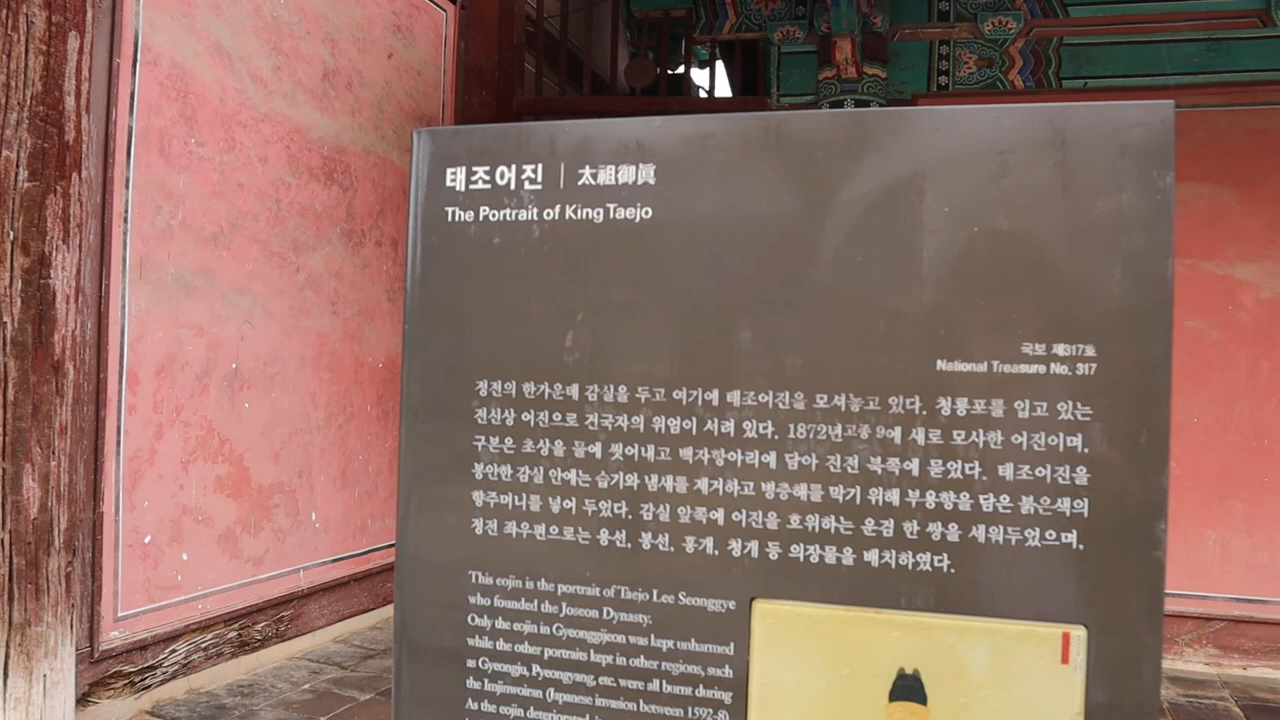 태조어진 | 太祖御眞
The Portrait of King Taejo
국보 제317호
National Treasure No. 317
정전의 한가운데 감실을 두고 여기에 태조어진을 모셔놓고 있다. 청룡포를 입고 있는
전신상 어진으로 건국자의 위엄이 서려 있다. 1872년고종 9에 새로 모사한 어진이며,
구본은 초상을 물에 씻어내고 백자항아리에 담아 진전 북쪽에 묻었다. 태조어진을
봉안한 감실 안에는 습기와 냄새를 제거하고 병충해를 막기 위해 부용향을 담은 붉은색의
향주머니를 넣어 두었다. 감실 앞쪽에 어진을 호위하는 운검 한 쌍을 세워두었으며,
정전 좌우편으로는 용선, 봉선, 홍개, 청개 등 의장물을 배치하였다.
This eojin is the portrait of Taejo Lee Seonggye
who founded the Joseon Dynasty.
Only the eojin in Gyeonggijeon was kept unharmed
while the other portraits kept in other regions, such
as Gyeongju, Pyeongyang, etc. were all burnt during
the Imjinwoiran (Japanese invasion between 1592-8)
As the eojin deteriorated,